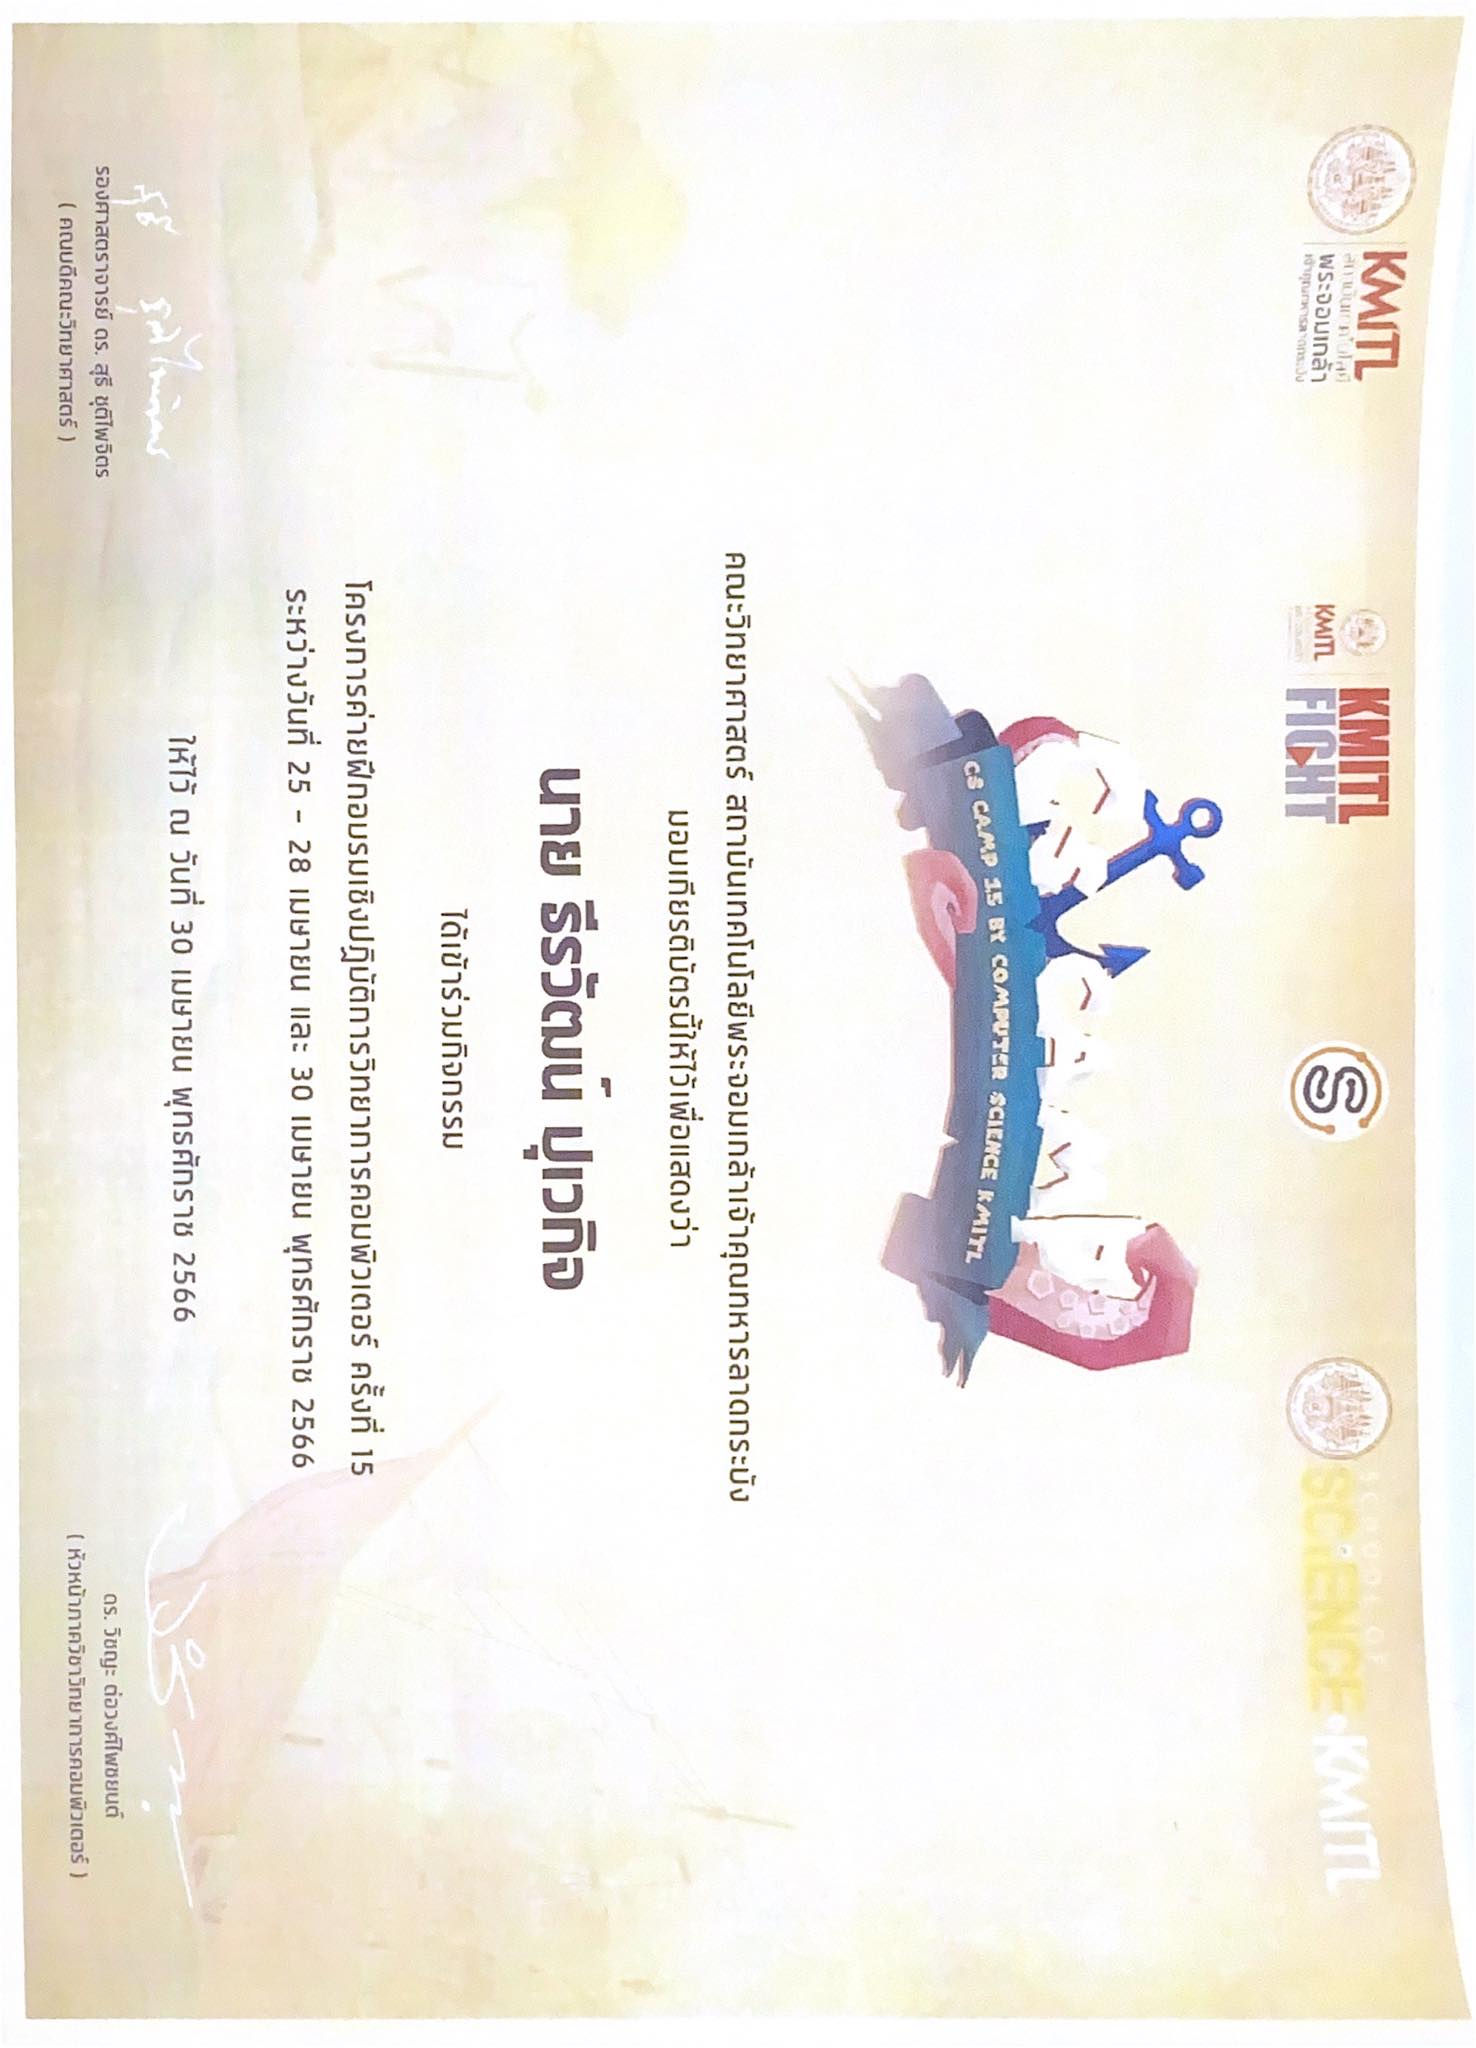 KMITL
สถาบันเทคโนโลยี
พระจอมเกล้า
เจ้าคุณทหารลาดกระบัง
KMITL
KMITL
FIGHT
S
SCHOOL OF
SCiENCE•KMITL
CS CAMP
CS CAMP 15 BY COMPUTER SCIENCE KMITL
คณะวิทยาศาสตร์ สถาบันเทคโนโลยีพระจอมเกล้าเจ้าคุณทหารลาดกระบัง
มอบเกียรติบัตรนี้ให้ไว้เพื่อแสดงว่า
นาย ธีรวัฒน์ ปุเวกิจ
ได้เข้าร่วมกิจกรรม
โครงการค่ายฝึกอบรมเชิงปฏิบัติการวิทยาการคอมพิวเตอร์ ครั้งที่ 15
ระหว่างวันที่ 25 – 28 เมษายน และ 30 เมษายน พุทธศักราช 2566
ให้ไว้ ณ วันที่ 30 เมษายน พุทธศักราช 2566
รองศาสตราจารย์ ดร. สุธี ชุติไพจิตร
( คณบดีคณะวิทยาศาสตร์ )
ดร. วิชญะ ต่อวงศ์ไพชยนต์
( หัวหน้าภาควิชาวิทยาการคอมพิวเตอร์ )